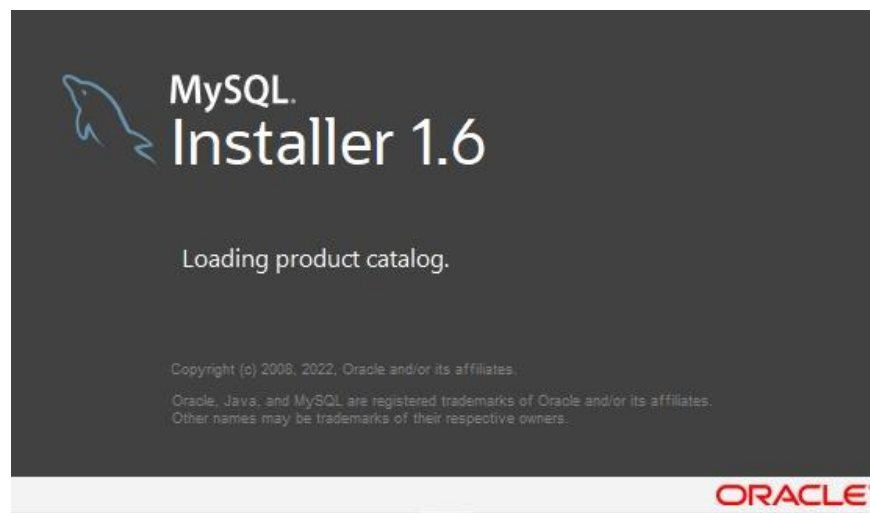 MySQL.
Installer 1.6
Loading product catalog.
Copyright (c) 2008, 2022, Oracle and/or its affiliates.
Oracle, Java, and MySQL are registered trademarks of Oracle and/or its affiliates.
Other names may be trademarks of their respective owners.
ORACLE